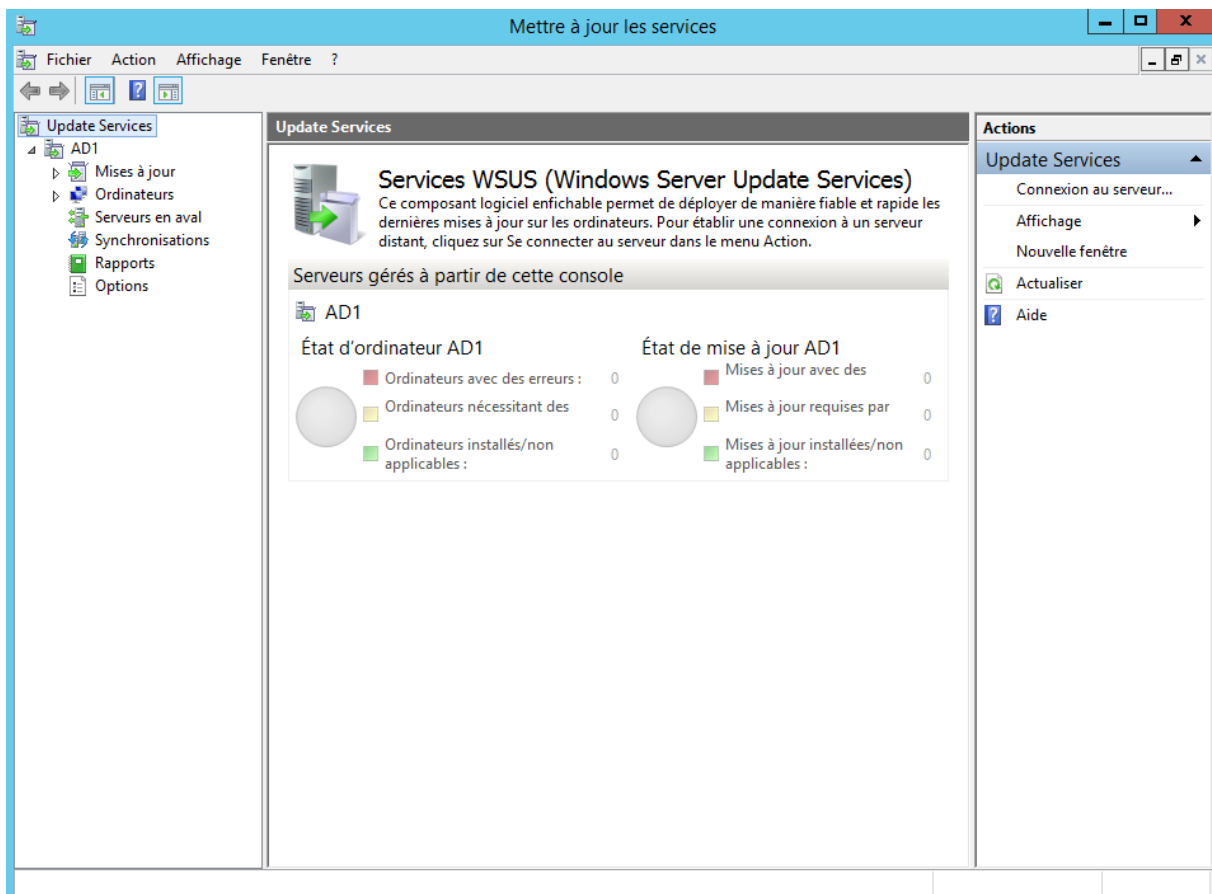 Mettre à jour les services
Fichier Action Affichage Fenêtre ?
Update Services
AD1
Mises à jour
Ordinateurs
Serveurs en aval
Synchronisations
Rapports
Options
Update Services
Services WSUS (Windows Server Update Services)
Ce composant logiciel enfichable permet de déployer de manière fiable et rapide les
dernières mises à jour sur les ordinateurs. Pour établir une connexion à un serveur
distant, cliquez sur Se connecter au serveur dans le menu Action.
Serveurs gérés à partir de cette console
AD1
État d'ordinateur AD1
Ordinateurs avec des erreurs : 0
Ordinateurs nécessitant des 0
Ordinateurs installés/non
applicables : 0
État de mise à jour AD1
Mises à jour avec des 0
Mises à jour requises par 0
Mises à jour installées/non
applicables : 0
Actions
Update Services
Connexion au serveur...
Affichage
Nouvelle fenêtre
Actualiser
? Aide